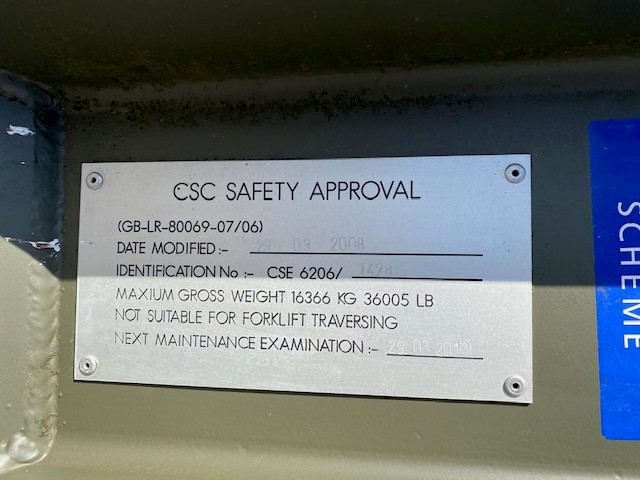 CSC SAFETY APPROVAL
(GB-LR-80069-07/06)
DATE MODIFIED:- 29 03 2008
IDENTIFICATION No :- CSE 6206/ 1428
MAXIUM GROSS WEIGHT 16366 KG 36005 LB
NOT SUITABLE FOR FORKLIFT TRAVERSING
NEXT MAINTENANCE EXAMINATION :- 29 03
SCHEME